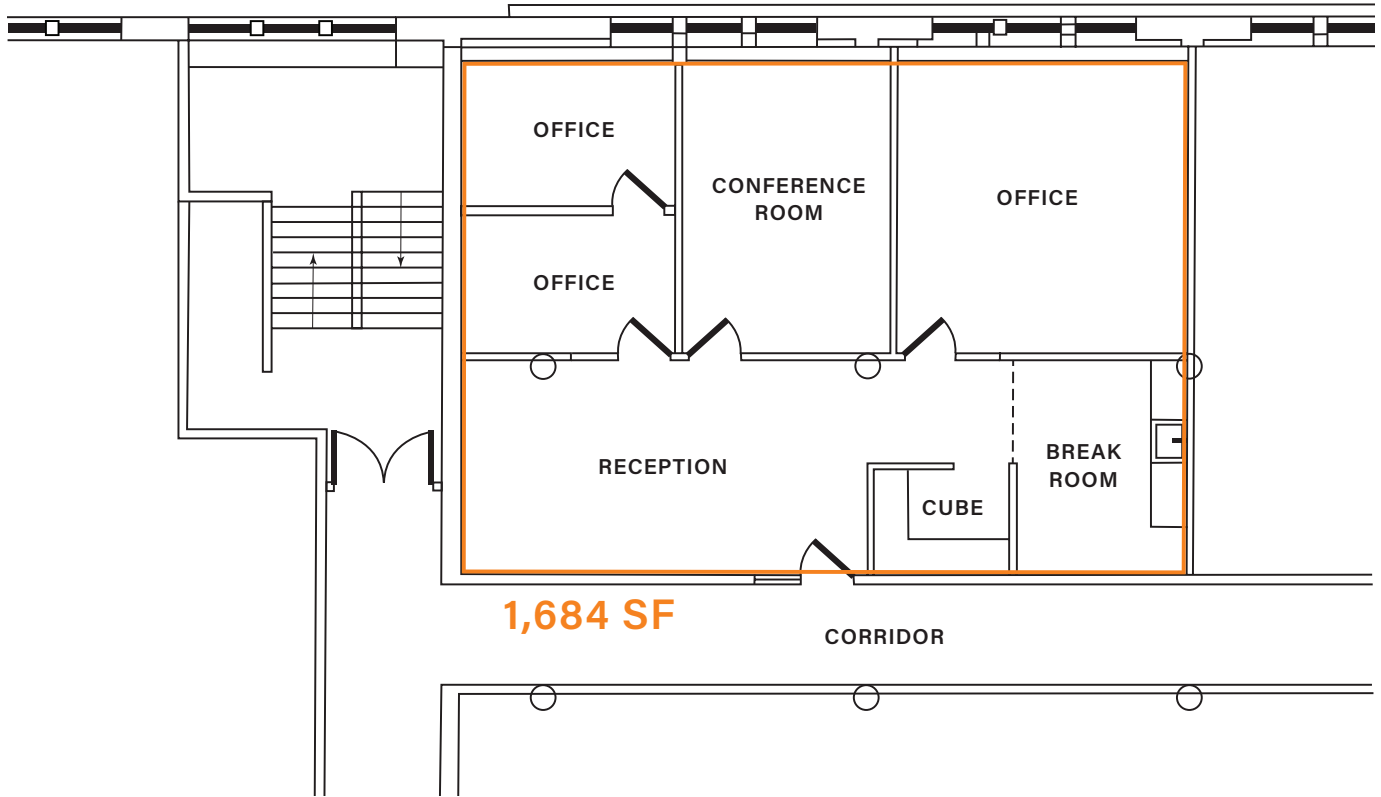 OFFICE
CONFERENCE
ROOM
OFFICE
OFFICE
RECEPTION
BREAK
ROOM
CUBE
1,684 SF
CORRIDOR